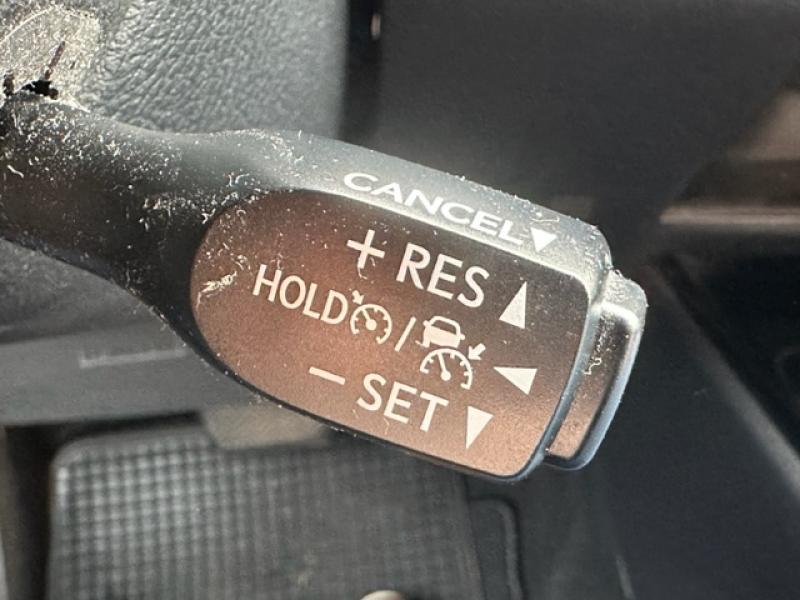 CANCEL▼
+ RES ▲
HOLD / ◀
− SET ▼